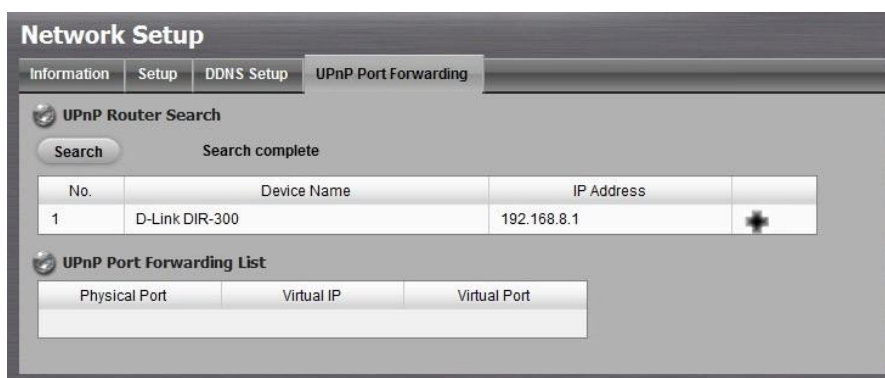 Network Setup
Information Setup DDNS Setup UPnP Port Forwarding
UPnP Router Search
Search Search complete
No. Device Name IP Address
1 D-Link DIR-300 192.168.8.1
UPnP Port Forwarding List
Physical Port Virtual IP Virtual Port